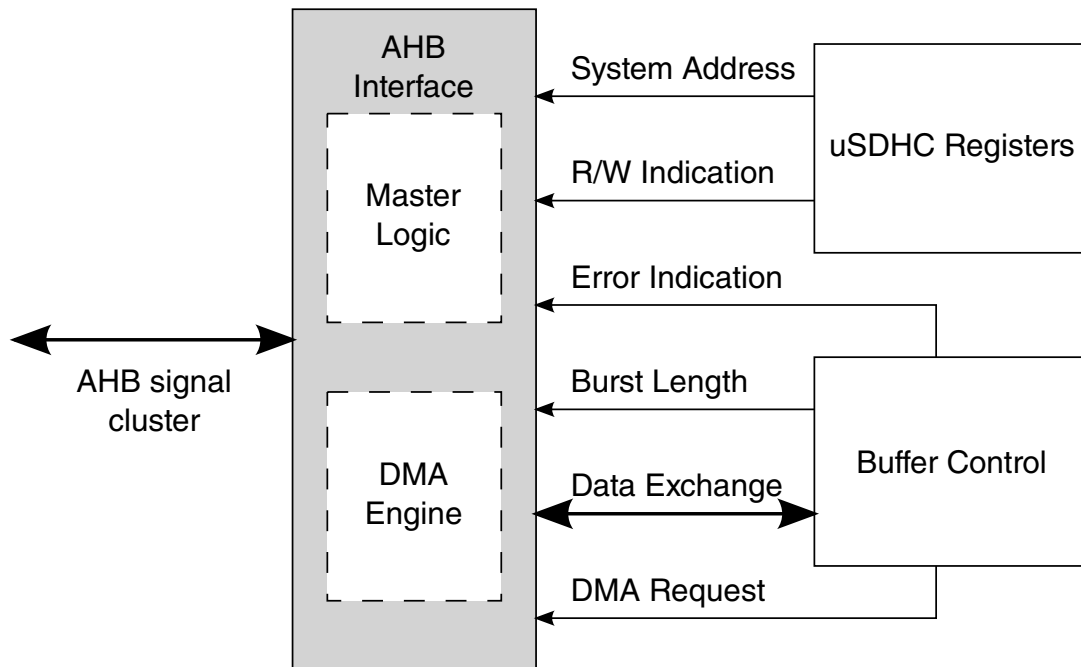 AHB
Interface
Master
Logic
DMA
Engine
AHB signal
cluster
System Address
R/W Indication
Error Indication
Burst Length
Data Exchange
DMA Request
uSDHC Registers
Buffer Control